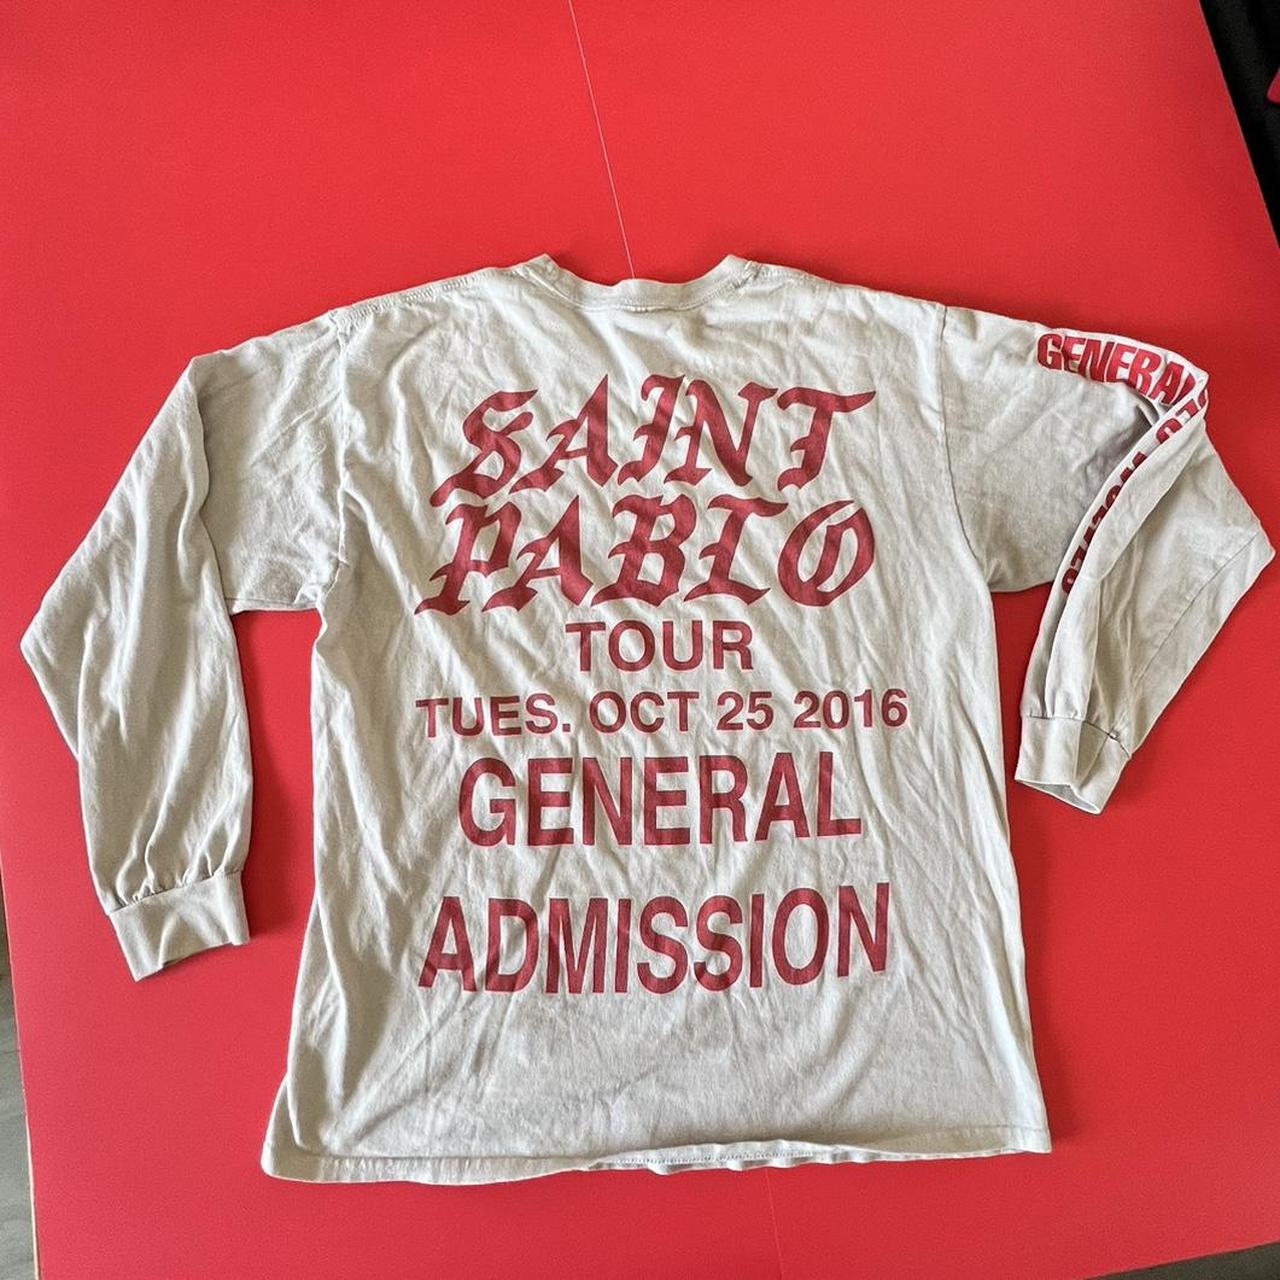 SAINT
PABLO
TOUR
TUES. OCT 25 2016
GENERAL
ADMISSION
GENERAL